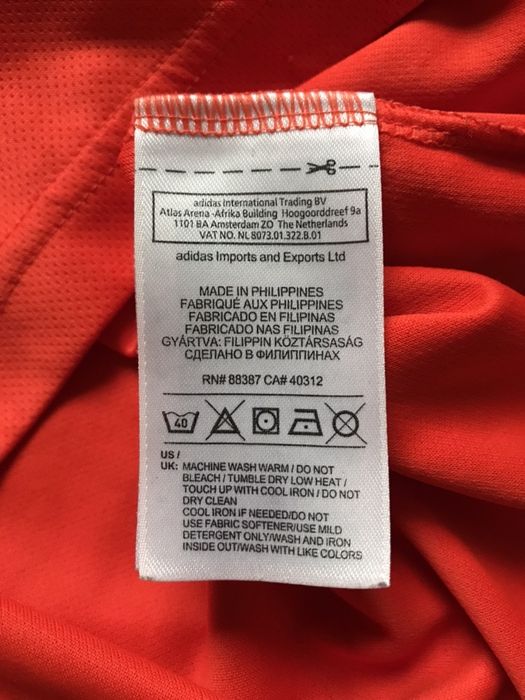 adidas International Trading BV
Atlas Arena -Afrika Building Hoogoorddreef 9a
1101 BA Amsterdam ZO The Netherlands
VAT NO. NL 8073.01.322.B.01
adidas Imports and Exports Ltd
MADE IN PHILIPPINES
FABRIQUÉ AUX PHILIPPINES
FABRICADO EN FILIPINAS
FABRICADO NAS FILIPINAS
GYÁRTVA: FILIPPIN KÖZTÁRSASÁG
СДЕЛАНО В ФИЛИППИНАХ
RN# 88387 CA# 40312
40
US /
UK: MACHINE WASH WARM / DO NOT
BLEACH / TUMBLE DRY LOW HEAT /
TOUCH UP WITH COOL IRON / DO NOT
DRY CLEAN
COOL IRON IF NEEDED/DO NOT
USE FABRIC SOFTENER/USE MILD
DETERGENT ONLY/WASH AND IRON
INSIDE OUT/WASH WITH LIKE COLORS